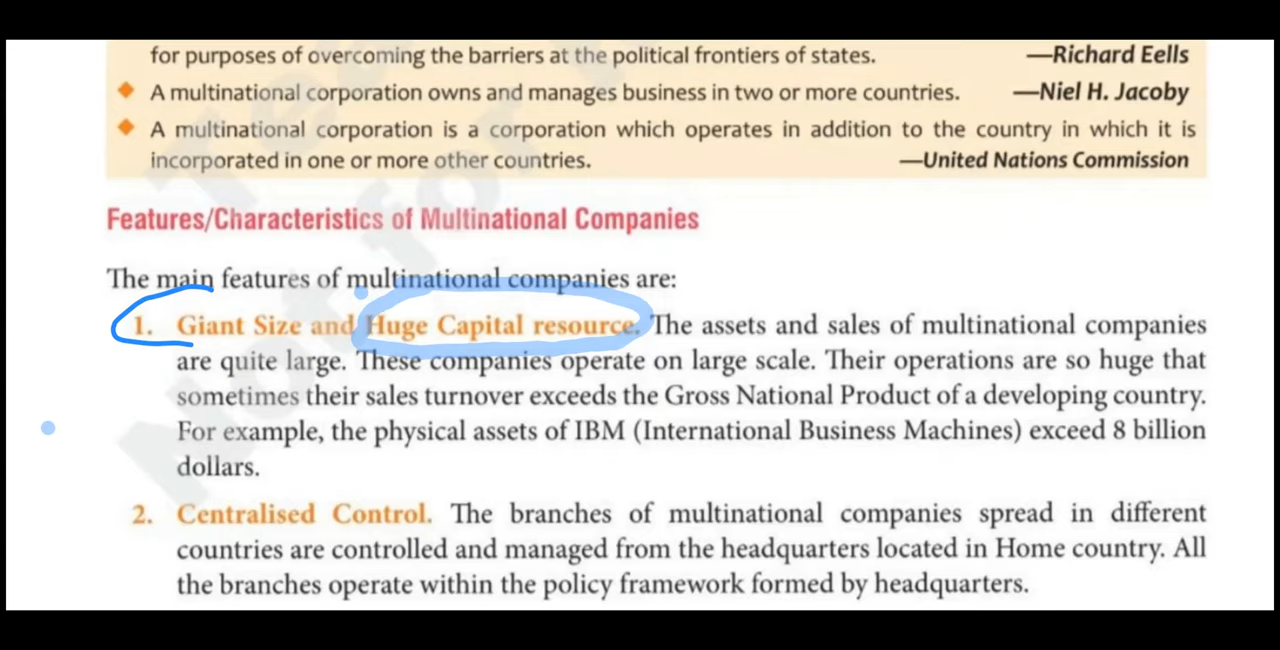 for purposes of overcoming the barriers at the political frontiers of states. —Richard Eells
◆ A multinational corporation owns and manages business in two or more countries. —Niel H. Jacoby
◆ A multinational corporation is a corporation which operates in addition to the country in which it is
incorporated in one or more other countries. —United Nations Commission
Features/Characteristics of Multinational Companies
The main features of multinational companies are:
1. Giant Size and Huge Capital resource. The assets and sales of multinational companies
are quite large. These companies operate on large scale. Their operations are so huge that
sometimes their sales turnover exceeds the Gross National Product of a developing country.
For example, the physical assets of IBM (International Business Machines) exceed 8 billion
dollars.
2. Centralised Control. The branches of multinational companies spread in different
countries are controlled and managed from the headquarters located in Home country. All
the branches operate within the policy framework formed by headquarters.